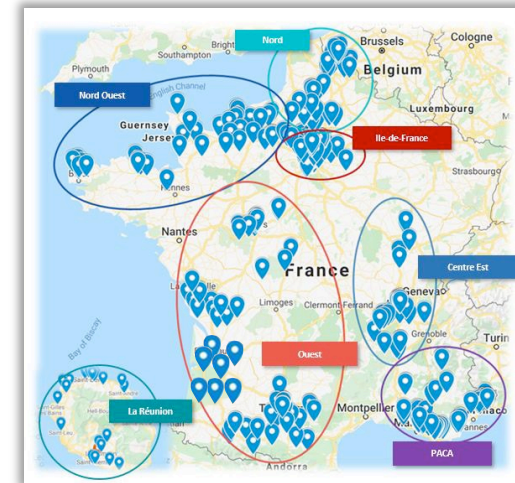 Nord
Brussels
Cologne
Southampton
Plymouth
Belgium
Nord Ouest
English Channel
Luxembourg
Guernsey
Jersey
Ile-de-France
Strasbourg
Rennes
Nantes
France
Centre Est
Geneva
Limoges
Clermont-Ferrand
Grenoble
Turin
Bay of Biscay
Ouest
La Réunion
Montpellier
PACA
Andorra